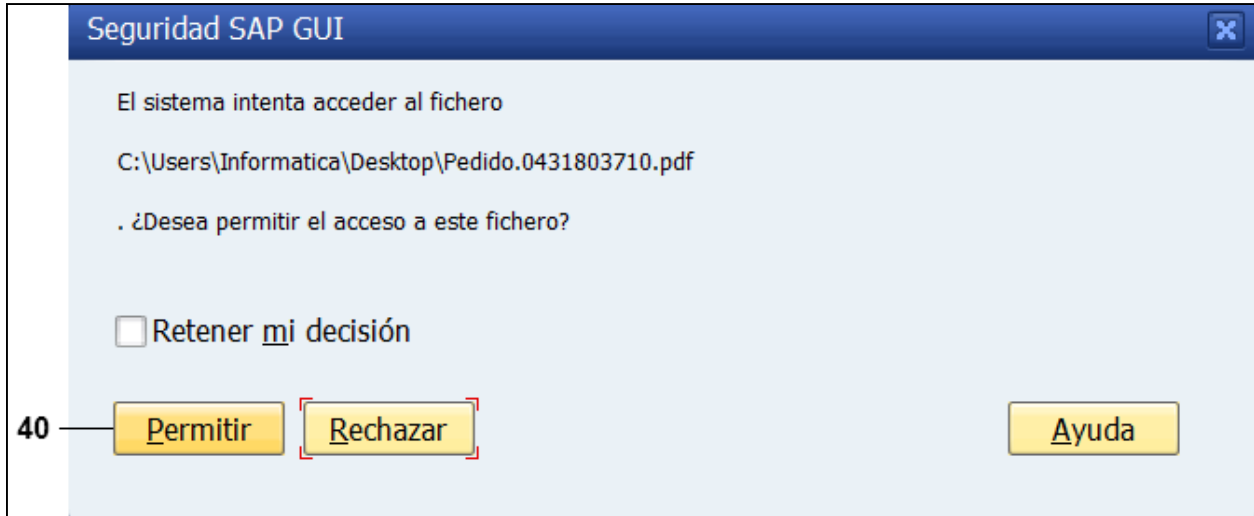 Seguridad SAP GUI
El sistema intenta acceder al fichero
C:\Users\Informatica\Desktop\Pedido.0431803710.pdf
. ¿Desea permitir el acceso a este fichero?
Retener mi decisión
40 Permitir Rechazar Ayuda